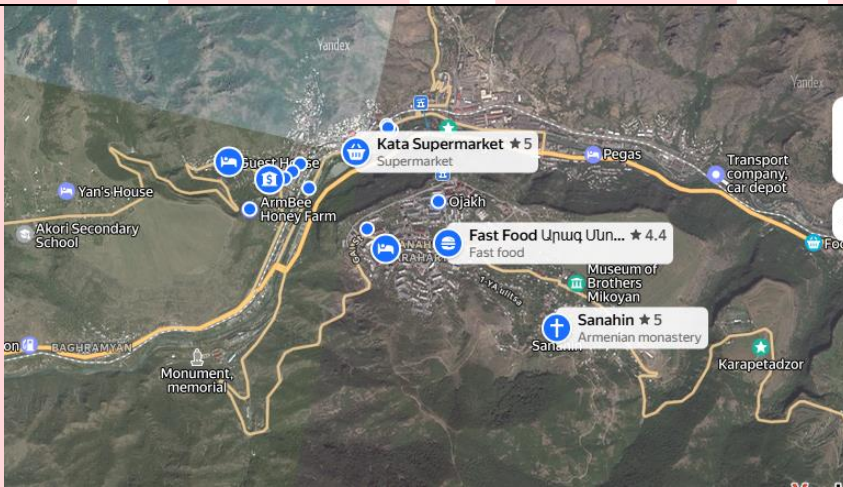 Yandex
Yandex
Kata Supermarket ★ 5
Supermarket
Guest House
Pegas
Transport
company,
car depot
Yan's House
ArmBee
Honey Farm
Ojakh
Akori Secondary
School
Fast Food Արագ Սնո... ★ 4.4
Fast food
Museum of
Brothers
Mikoyan
T-YA ulitsa
Sanahin ★ 5
Armenian monastery
BAGHRAMYAN
Monument,
memorial
Karapetadzor